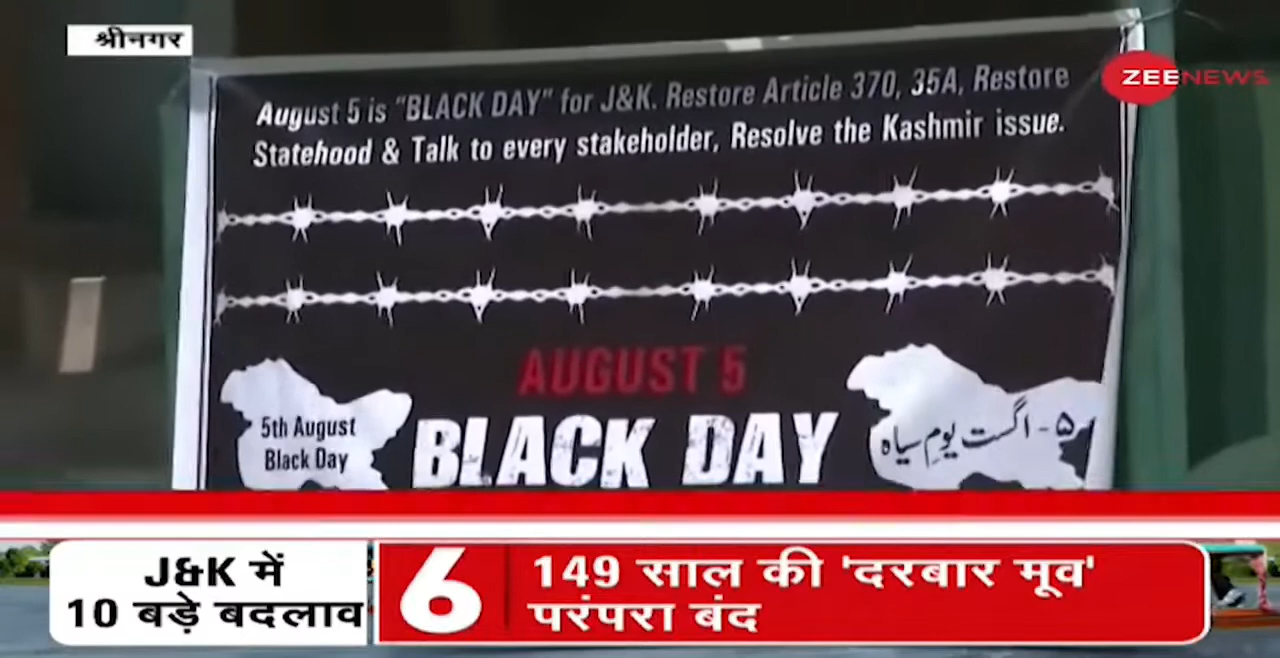 श्रीनगर
ZEENEWS
August 5 is "BLACK DAY" for J&K. Restore Article 370, 35A, Restore
Statehood & Talk to every stakeholder, Resolve the Kashmir issue.
AUGUST 5
5th August
Black Day
BLACK DAY
۵-اگست یومِ سیاہ
J&K में
10 बड़े बदलाव
6
149 साल की 'दरबार मूव'
परंपरा बंद